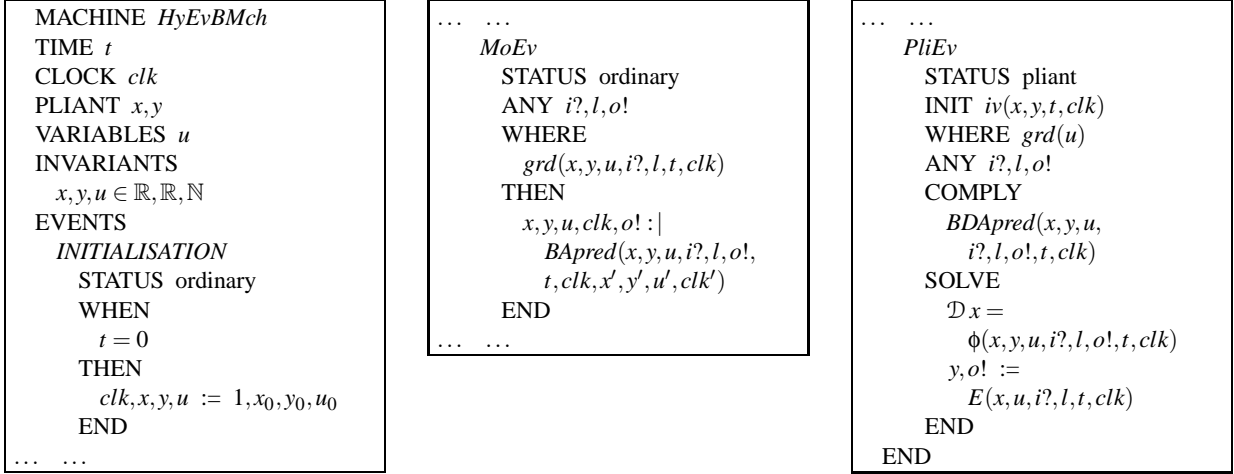 MACHINE HyEvBMch
TIME t
CLOCK clk
PLIANT x,y
VARIABLES u
INVARIANTS
x,y,u ∈ ℝ,ℝ,ℕ
EVENTS
INITIALISATION
STATUS ordinary
WHEN
t = 0
THEN
clk,x,y,u := 1,x₀,y₀,u₀
END
... ...
... ...
MoEv
STATUS ordinary
ANY i?,l,o!
WHERE
grd(x,y,u,i?,l,t,clk)
THEN
x,y,u,clk,o! :|
BApred(x,y,u,i?,l,o!,
t,clk,x′,y′,u′,clk′)
END
... ...
... ...
PliEv
STATUS pliant
INIT iv(x,y,t,clk)
WHERE grd(u)
ANY i?,l,o!
COMPLY
BDApred(x,y,u,
i?,l,o!,t,clk)
SOLVE
𝒟 x =
ϕ(x,y,u,i?,l,o!,t,clk)
y,o! :=
E(x,u,i?,l,t,clk)
END
END